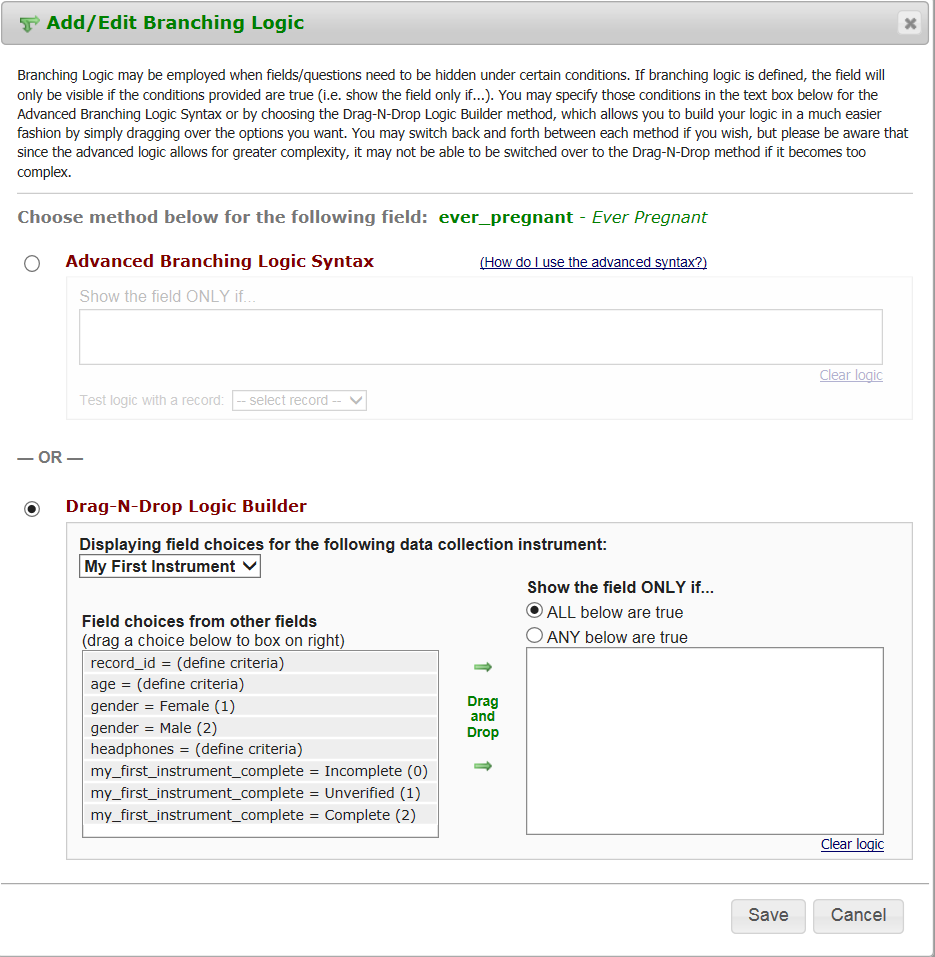 Add/Edit Branching Logic
Branching Logic may be employed when fields/questions need to be hidden under certain conditions. If branching logic is defined, the field will
only be visible if the conditions provided are true (i.e. show the field only if...). You may specify those conditions in the text box below for the
Advanced Branching Logic Syntax or by choosing the Drag-N-Drop Logic Builder method, which allows you to build your logic in a much easier
fashion by simply dragging over the options you want. You may switch back and forth between each method if you wish, but please be aware that
since the advanced logic allows for greater complexity, it may not be able to be switched over to the Drag-N-Drop method if it becomes too
complex.
Choose method below for the following field: ever_pregnant - Ever Pregnant
Advanced Branching Logic Syntax (How do I use the advanced syntax?)
Show the field ONLY if...
Clear logic
Test logic with a record: -- select record --
— OR —
Drag-N-Drop Logic Builder
Displaying field choices for the following data collection instrument:
My First Instrument
Field choices from other fields
(drag a choice below to box on right)
record_id = (define criteria)
age = (define criteria)
gender = Female (1)
gender = Male (2)
headphones = (define criteria)
my_first_instrument_complete = Incomplete (0)
my_first_instrument_complete = Unverified (1)
my_first_instrument_complete = Complete (2)
Drag
and
Drop
Show the field ONLY if...
ALL below are true
ANY below are true
Clear logic
Save Cancel